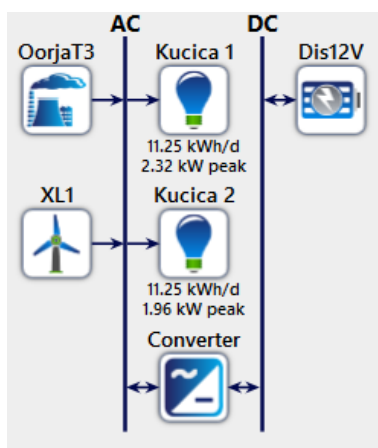 AC DC
OorjaT3 Kucica 1 Dis12V
11.25 kWh/d
2.32 kW peak
XL1 Kucica 2
11.25 kWh/d
1.96 kW peak
Converter